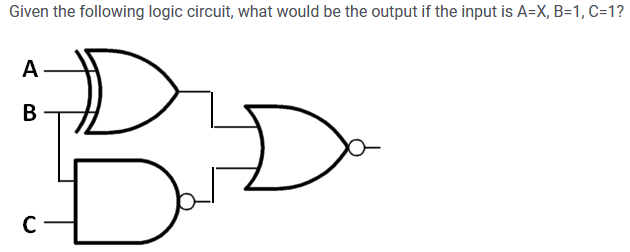 Given the following logic circuit, what would be the output if the input is A=X, B=1, C=1?
A
B
C